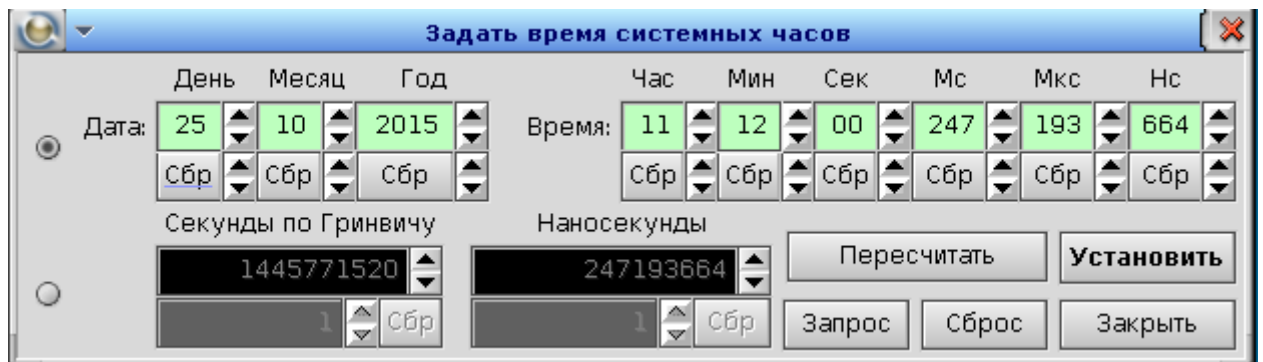 Задать время системных часов
День Месяц Год Час Мин Сек Мс Мкс Нс
Дата: 25 10 2015 Время: 11 12 00 247 193 664
Сбр Сбр Сбр Сбр Сбр Сбр Сбр Сбр Сбр
Секунды по Гринвичу Наносекунды
1445771520 247193664 Пересчитать Установить
1 Сбр 1 Сбр Запрос Сброс Закрыть